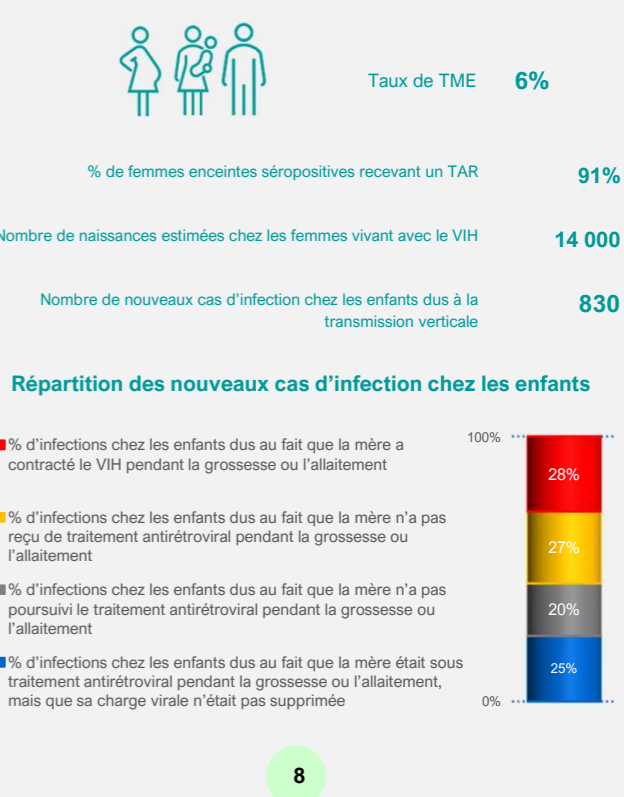 Taux de TME 6%
% de femmes enceintes séropositives recevant un TAR 91%
Nombre de naissances estimées chez les femmes vivant avec le VIH 14 000
Nombre de nouveaux cas d’infection chez les enfants dus à la
transmission verticale 830
Répartition des nouveaux cas d’infection chez les enfants
% d’infections chez les enfants dus au fait que la mère a
contracté le VIH pendant la grossesse ou l’allaitement
% d’infections chez les enfants dus au fait que la mère n’a pas
reçu de traitement antirétroviral pendant la grossesse ou
l’allaitement
% d’infections chez les enfants dus au fait que la mère n’a pas
poursuivi le traitement antirétroviral pendant la grossesse ou
l’allaitement
% d’infections chez les enfants dus au fait que la mère était sous
traitement antirétroviral pendant la grossesse ou l’allaitement,
mais que sa charge virale n’était pas supprimée
100%
28%
27%
20%
25%
0%
8